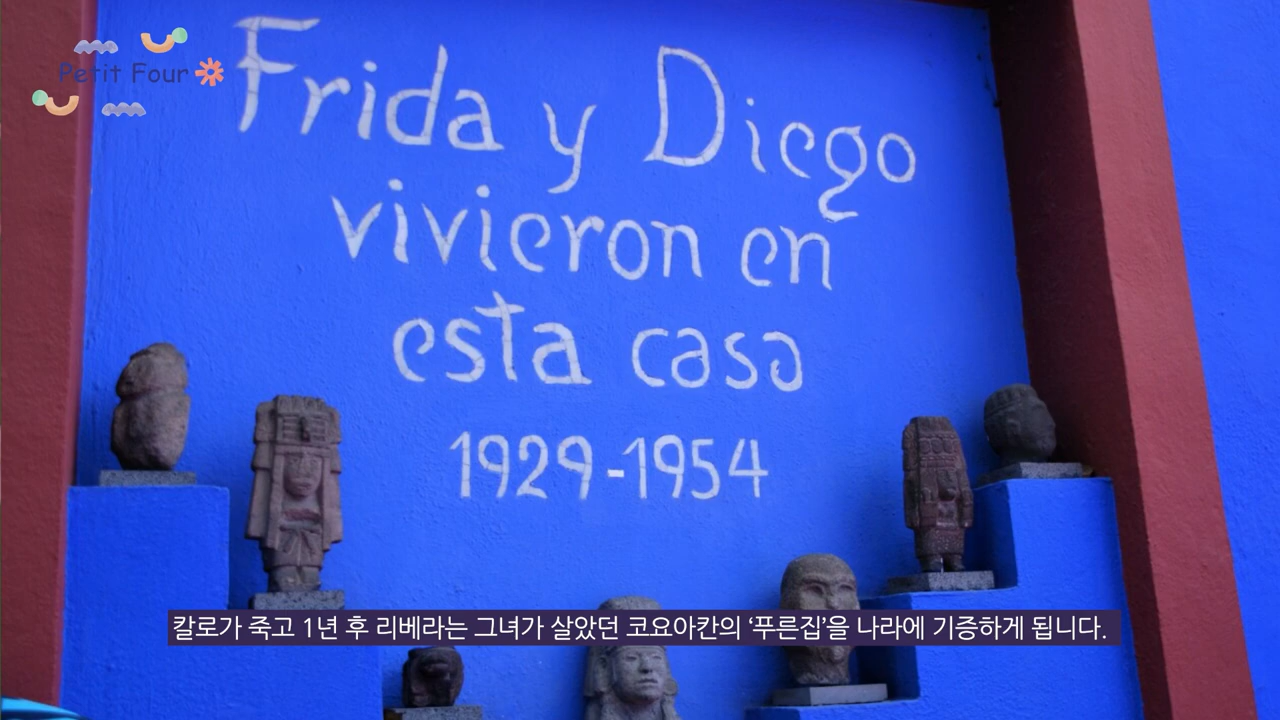 Petit Four
Frida y Diego
vivieron en
esta casa
1929-1954
칼로가 죽고 1년 후 리베라는 그녀가 살았던 코요아칸의 ‘푸른집’을 나라에 기증하게 됩니다.